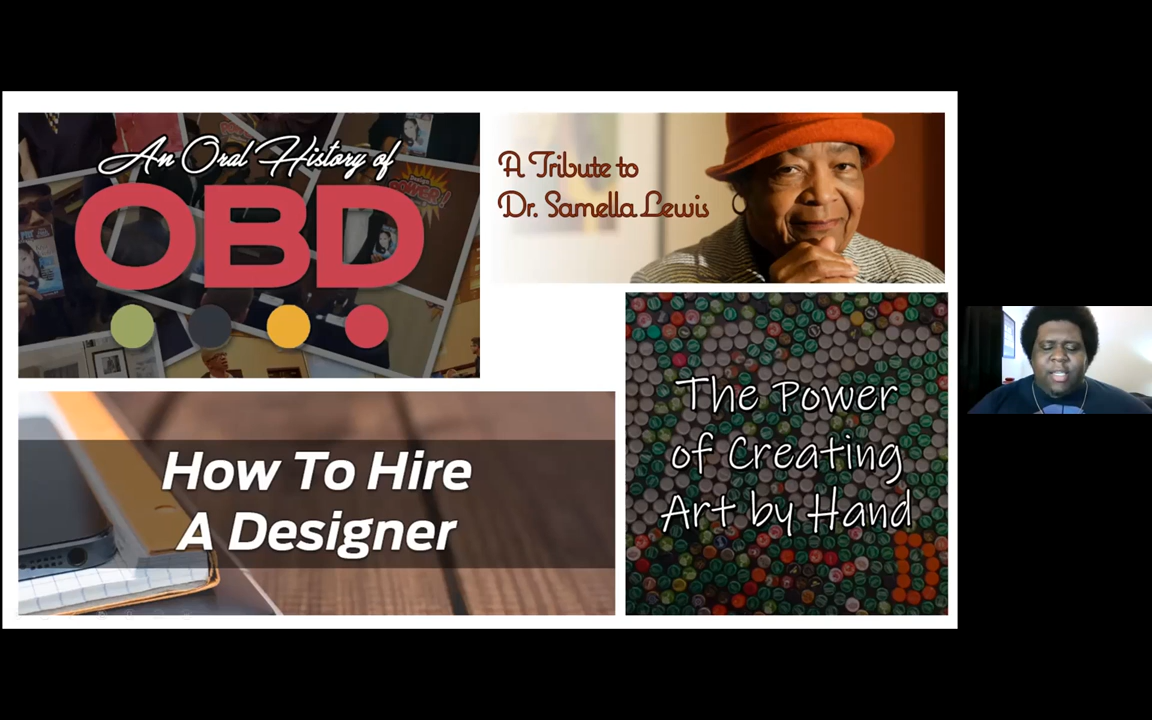 An Oral History of
OBD
A Tribute to
Dr. Samella Lewis
How To Hire
A Designer
The Power
of Creating
Art by Hand